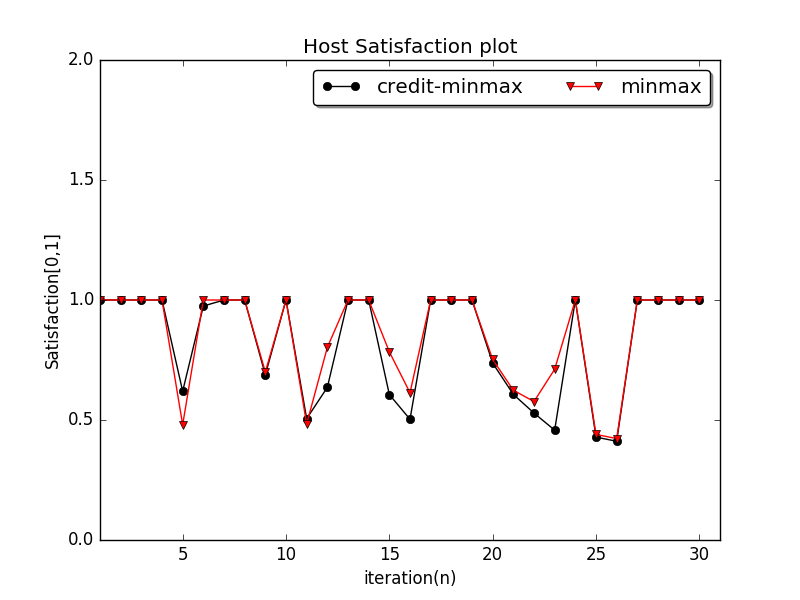 Host Satisfaction plot
credit-minmax minmax
2.0
1.5
1.0
0.5
0.0
Satisfaction[0,1]
5 10 15 20 25 30
iteration(n)